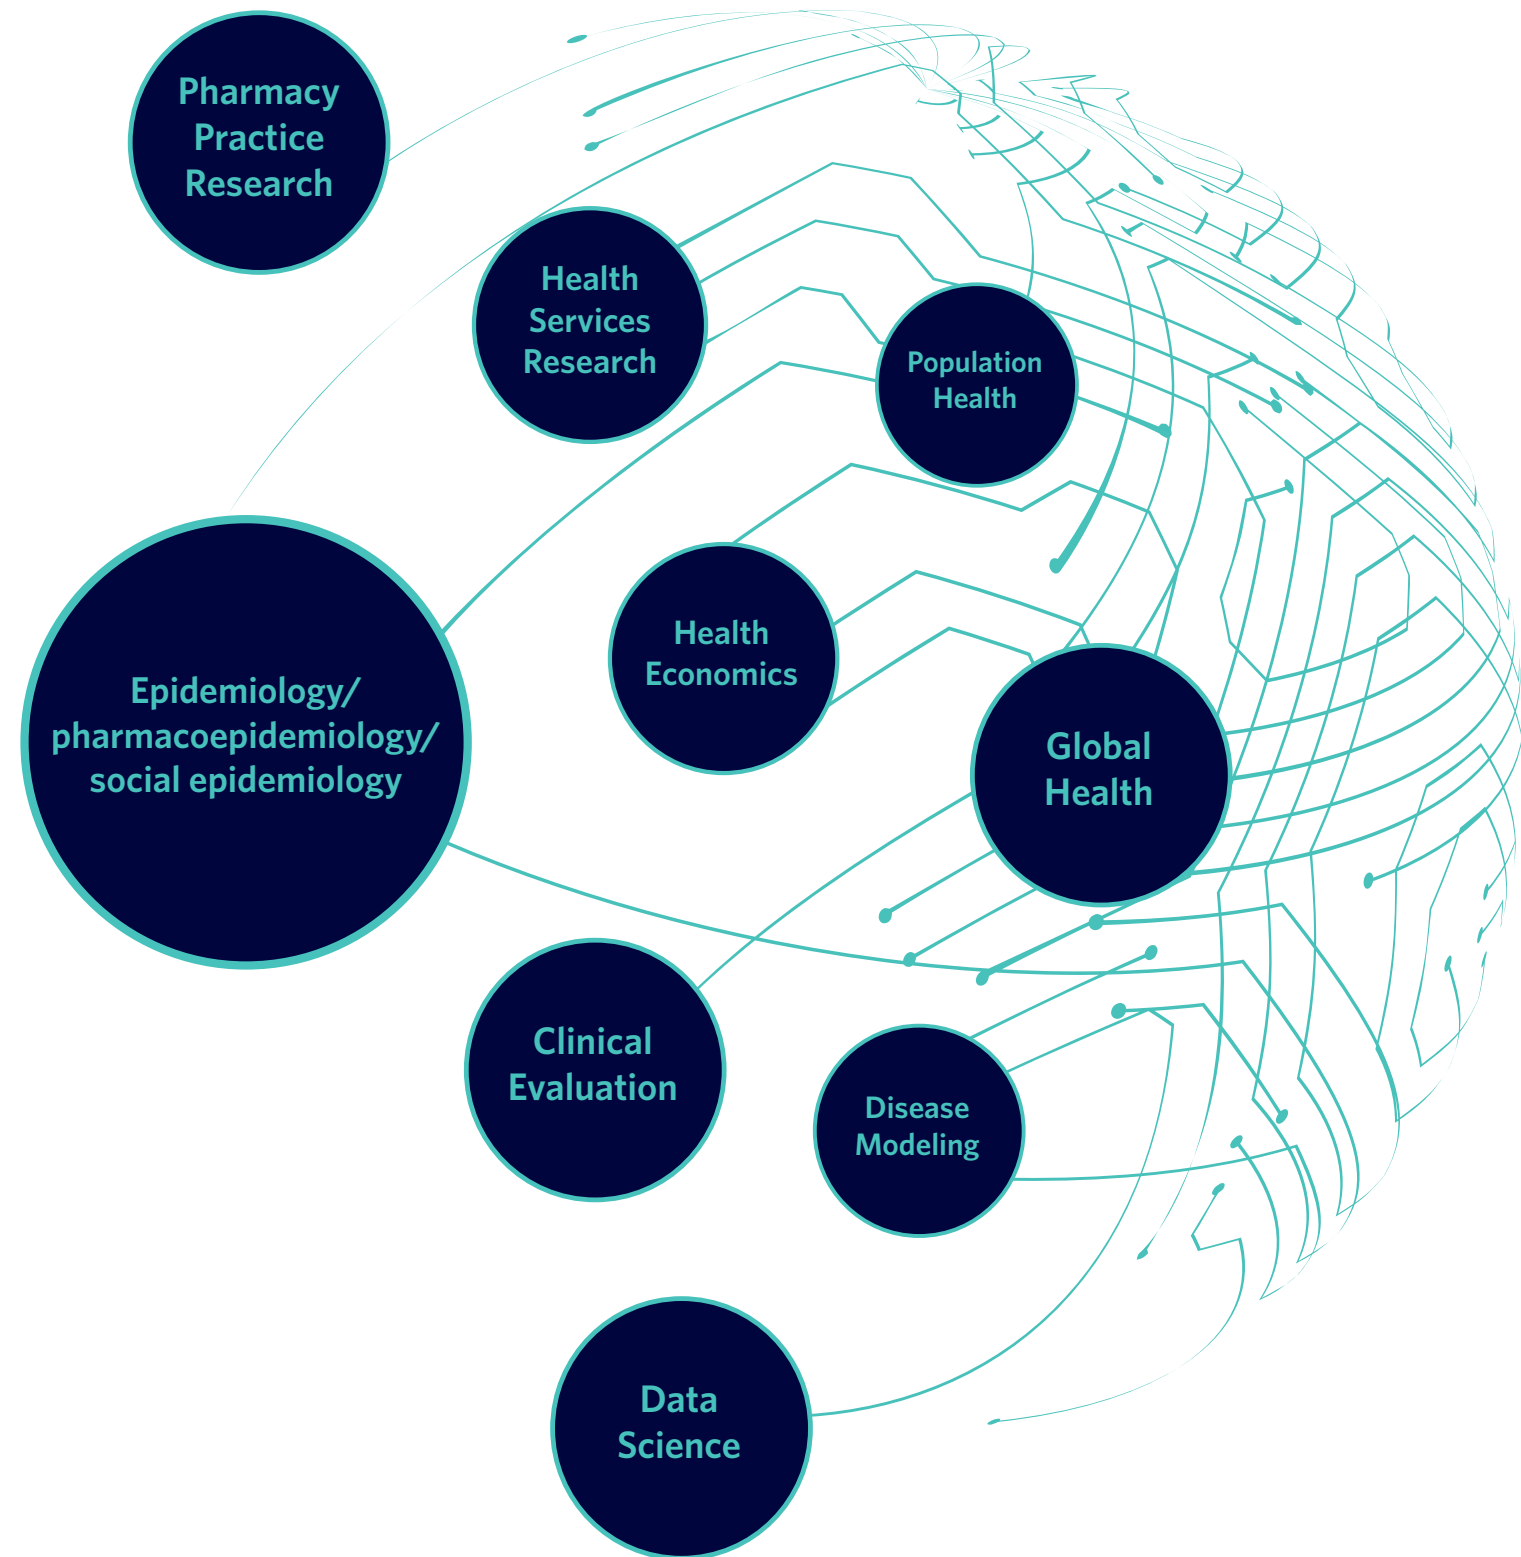 Pharmacy
Practice
Research
Health
Services
Research
Population
Health
Health
Economics
Epidemiology/
pharmacoepidemiology/
social epidemiology
Global
Health
Clinical
Evaluation
Disease
Modeling
Data
Science